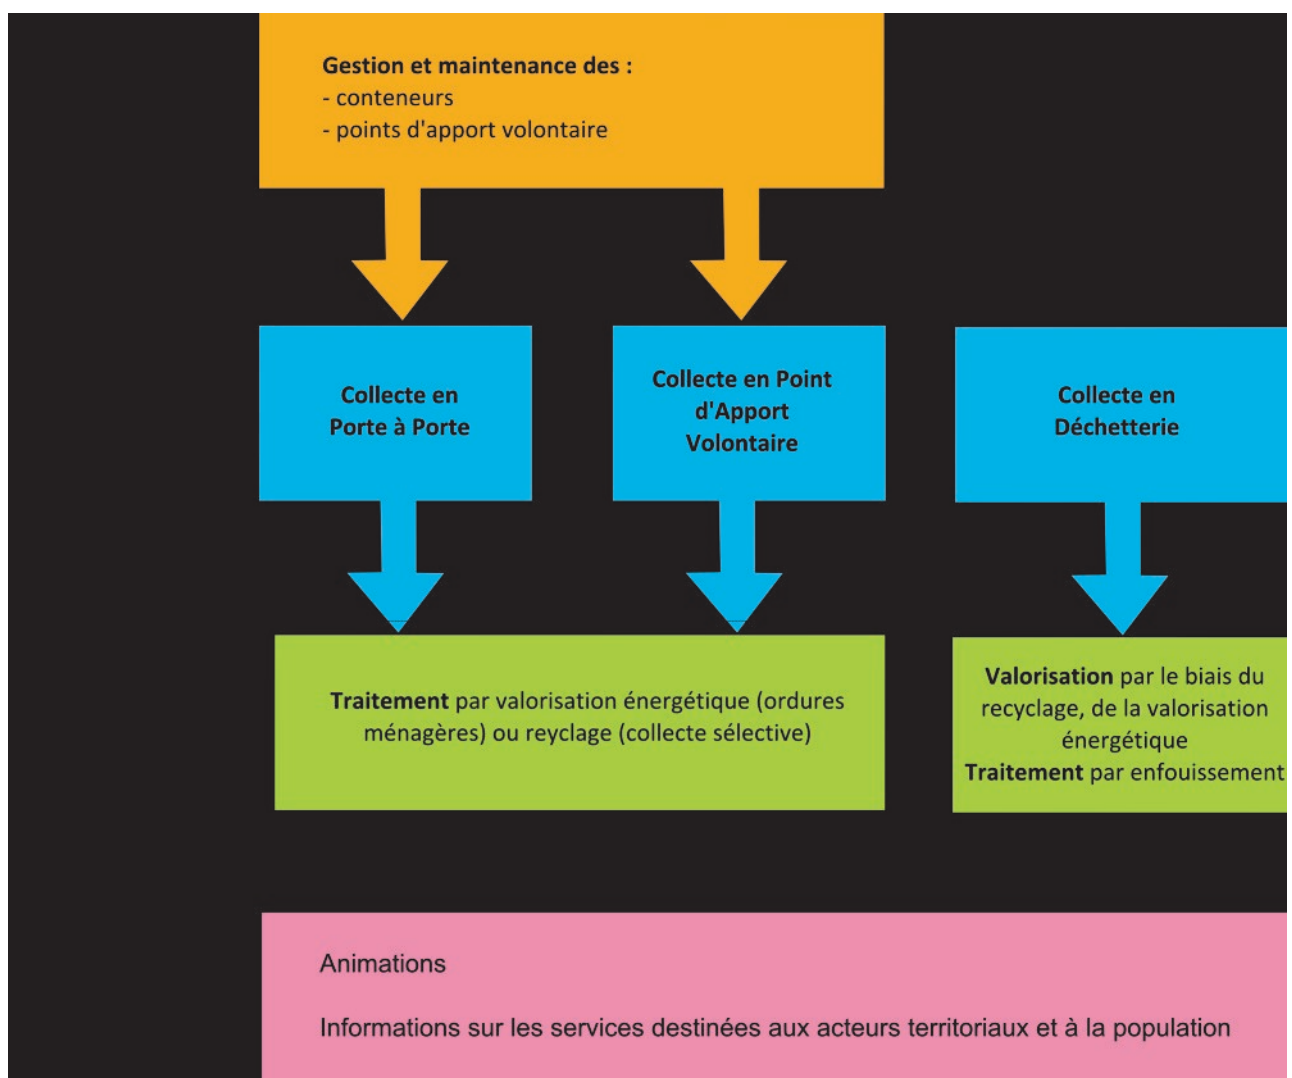 Gestion et maintenance des :
- conteneurs
- points d'apport volontaire
Collecte en
Porte à Porte
Collecte en Point
d'Apport
Volontaire
Collecte en
Déchetterie
Traitement par valorisation énergétique (ordures
ménagères) ou reyclage (collecte sélective)
Valorisation par le biais du
recyclage, de la valorisation
énergétique
Traitement par enfouissement
Animations
Informations sur les services destinées aux acteurs territoriaux et à la population